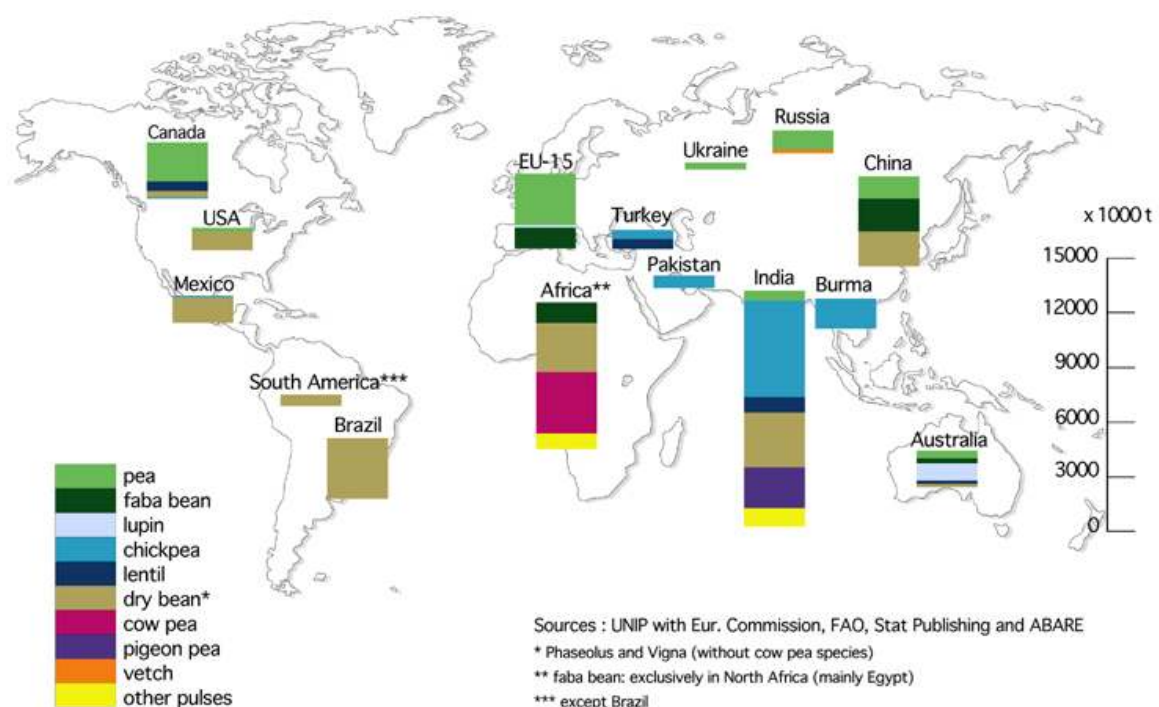 Canada
USA
Mexico
South America***
Brazil
EU-15
Turkey
Africa**
Pakistan
Ukraine
Russia
China
India
Burma
Australia
x 1000 t
15000
12000
9000
6000
3000
0
pea
faba bean
lupin
chickpea
lentil
dry bean*
cow pea
pigeon pea
vetch
other pulses
Sources : UNIP with Eur. Commission, FAO, Stat Publishing and ABARE
* Phaseolus and Vigna (without cow pea species)
** faba bean: exclusively in North Africa (mainly Egypt)
*** except Brazil